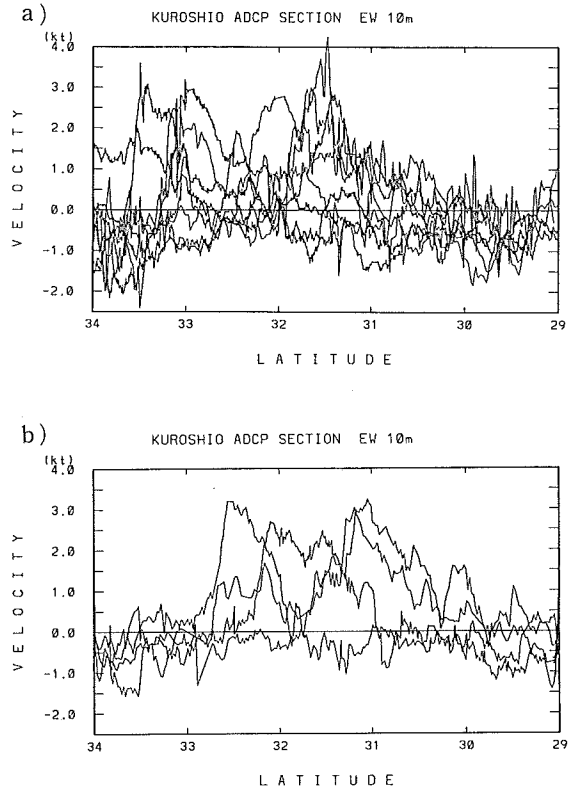 a)
KUROSHIO ADCP SECTION EW 10m
(kt)
4.0
3.0
2.0
1.0
0.0
-1.0
-2.0
VELOCITY
34 33 32 31 30 29
LATITUDE
b)
KUROSHIO ADCP SECTION EW 10m
(kt)
4.0
3.0
2.0
1.0
0.0
-1.0
-2.0
VELOCITY
34 33 32 31 30 29
LATITUDE